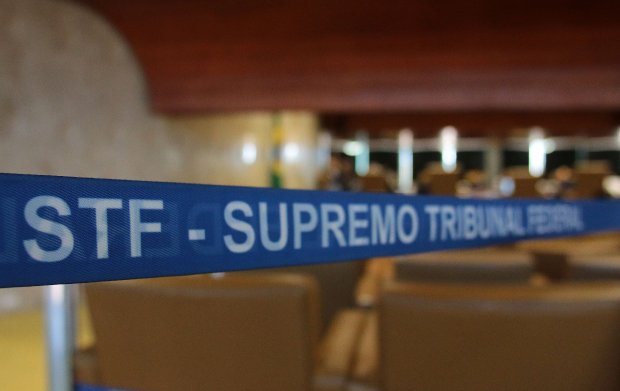 STF - SUPREMO TRIBUNAL FEDERAL